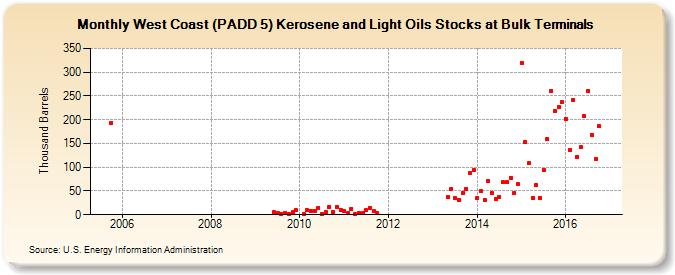 Monthly West Coast (PADD 5) Kerosene and Light Oils Stocks at Bulk Terminals
Thousand Barrels
350
300
250
200
150
100
50
0
2006 2008 2010 2012 2014 2016
Source: U.S. Energy Information Administration